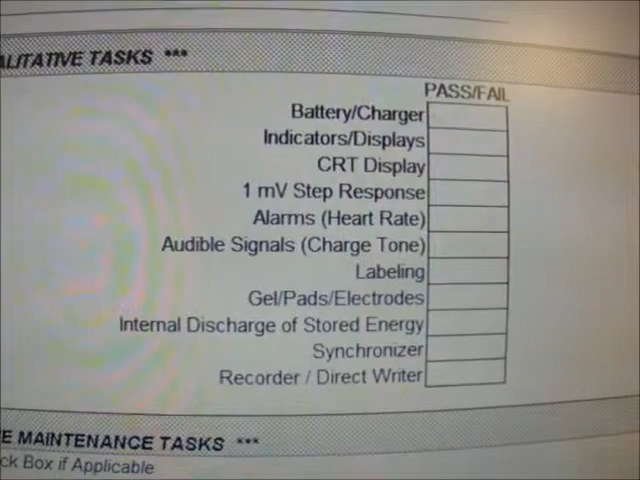 ALITATIVE TASKS ***
PASS/FAIL
Battery/Charger
Indicators/Displays
CRT Display
1 mV Step Response
Alarms (Heart Rate)
Audible Signals (Charge Tone)
Labeling
Gel/Pads/Electrodes
Internal Discharge of Stored Energy
Synchronizer
Recorder / Direct Writer
E MAINTENANCE TASKS ***
ck Box if Applicable